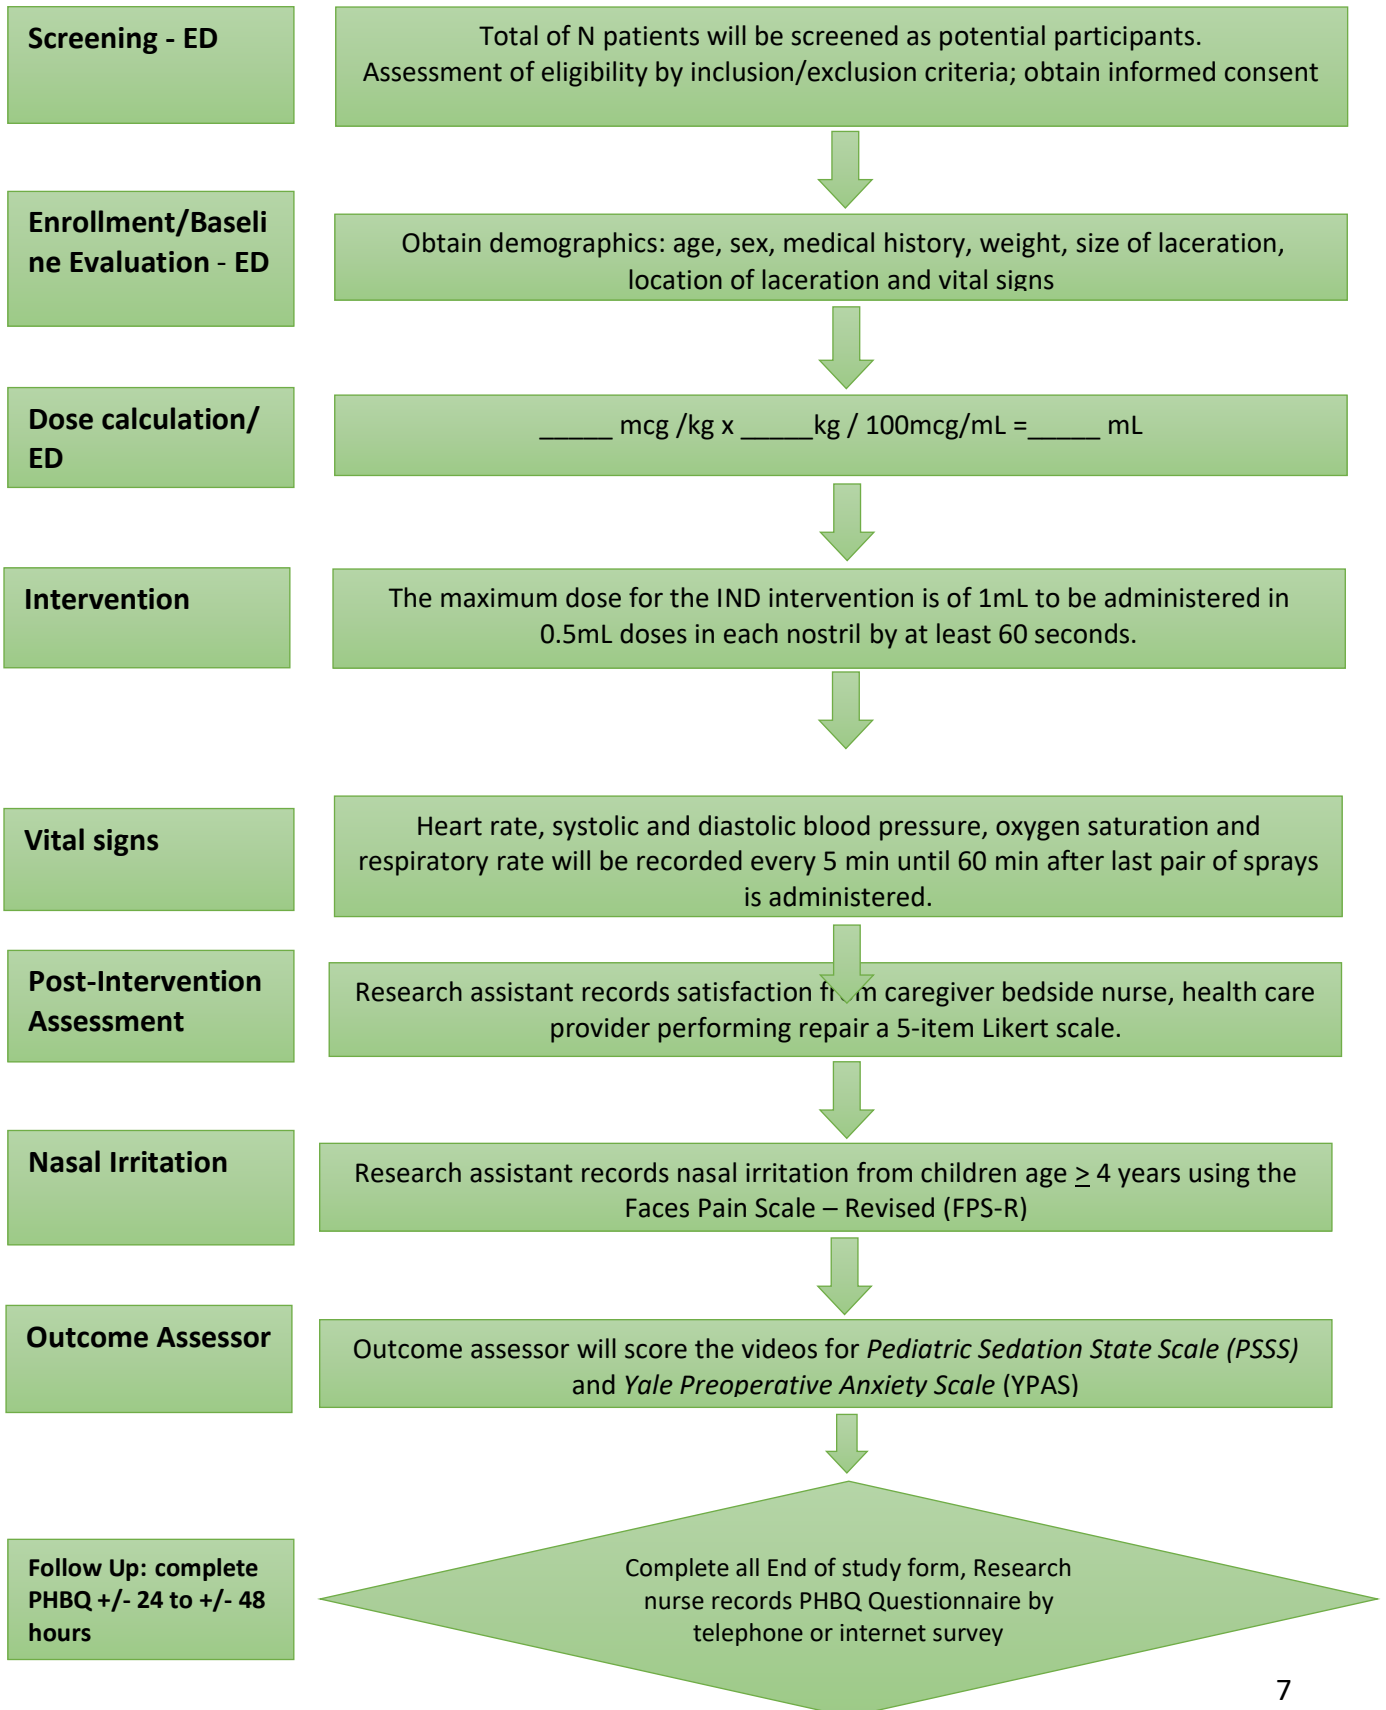 Screening - ED
Total of N patients will be screened as potential participants.
Assessment of eligibility by inclusion/exclusion criteria; obtain informed consent
Enrollment/Baseli
ne Evaluation - ED
Obtain demographics: age, sex, medical history, weight, size of laceration,
location of laceration and vital signs
Dose calculation/
ED
_____ mcg /kg x _____kg / 100mcg/mL =_____ mL
Intervention
The maximum dose for the IND intervention is of 1mL to be administered in
0.5mL doses in each nostril by at least 60 seconds.
Vital signs
Heart rate, systolic and diastolic blood pressure, oxygen saturation and
respiratory rate will be recorded every 5 min until 60 min after last pair of sprays
is administered.
Post-Intervention
Assessment
Research assistant records satisfaction from caregiver bedside nurse, health care
provider performing repair a 5-item Likert scale.
Nasal Irritation
Research assistant records nasal irritation from children age ≥ 4 years using the
Faces Pain Scale – Revised (FPS-R)
Outcome Assessor
Outcome assessor will score the videos for Pediatric Sedation State Scale (PSSS)
and Yale Preoperative Anxiety Scale (YPAS)
Follow Up: complete
PHBQ +/- 24 to +/- 48
hours
Complete all End of study form, Research
nurse records PHBQ Questionnaire by
telephone or internet survey
7